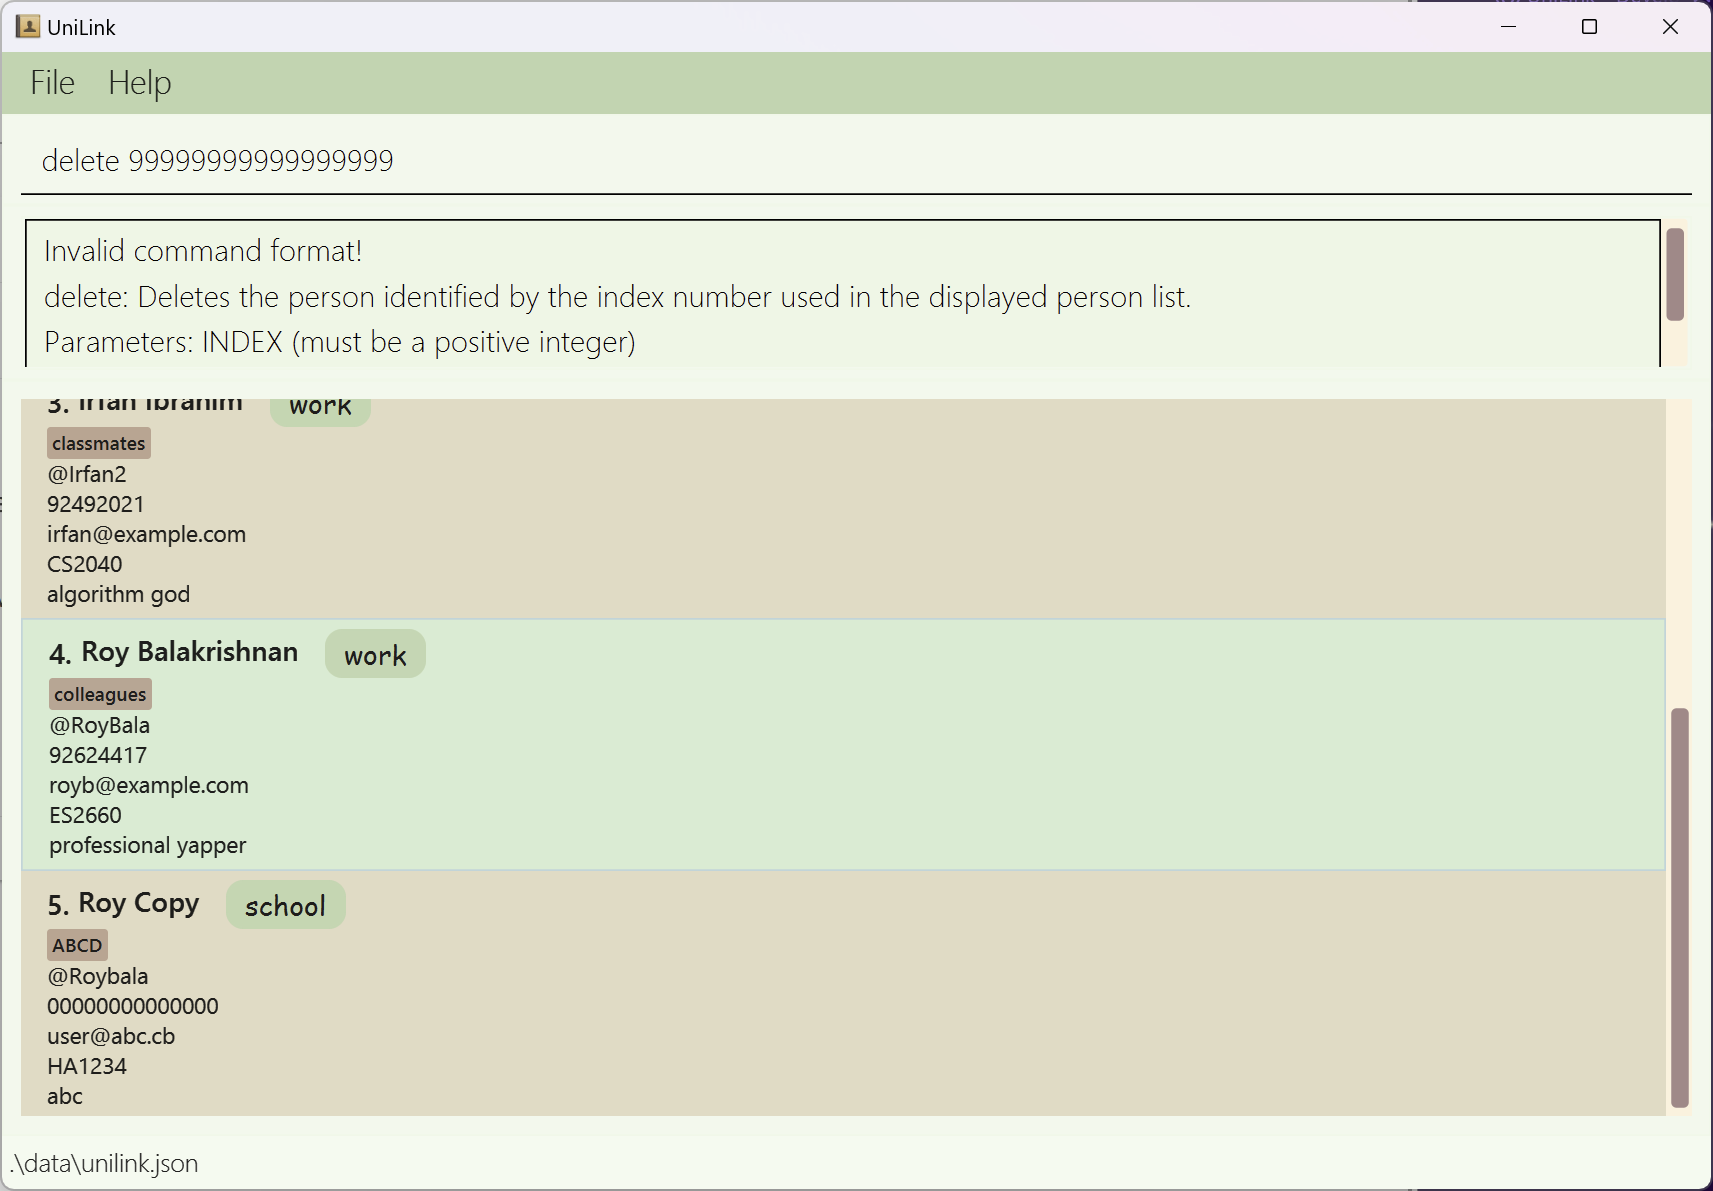 UniLink
File Help
delete 99999999999999999
Invalid command format!
delete: Deletes the person identified by the index number used in the displayed person list.
Parameters: INDEX (must be a positive integer)
3. Irfan Ibrahim work
classmates
@Irfan2
92492021
irfan@example.com
CS2040
algorithm god
4. Roy Balakrishnan work
colleagues
@RoyBala
92624417
royb@example.com
ES2660
professional yapper
5. Roy Copy school
ABCD
@Roybala
00000000000000
user@abc.cb
HA1234
abc
.\data\unilink.json